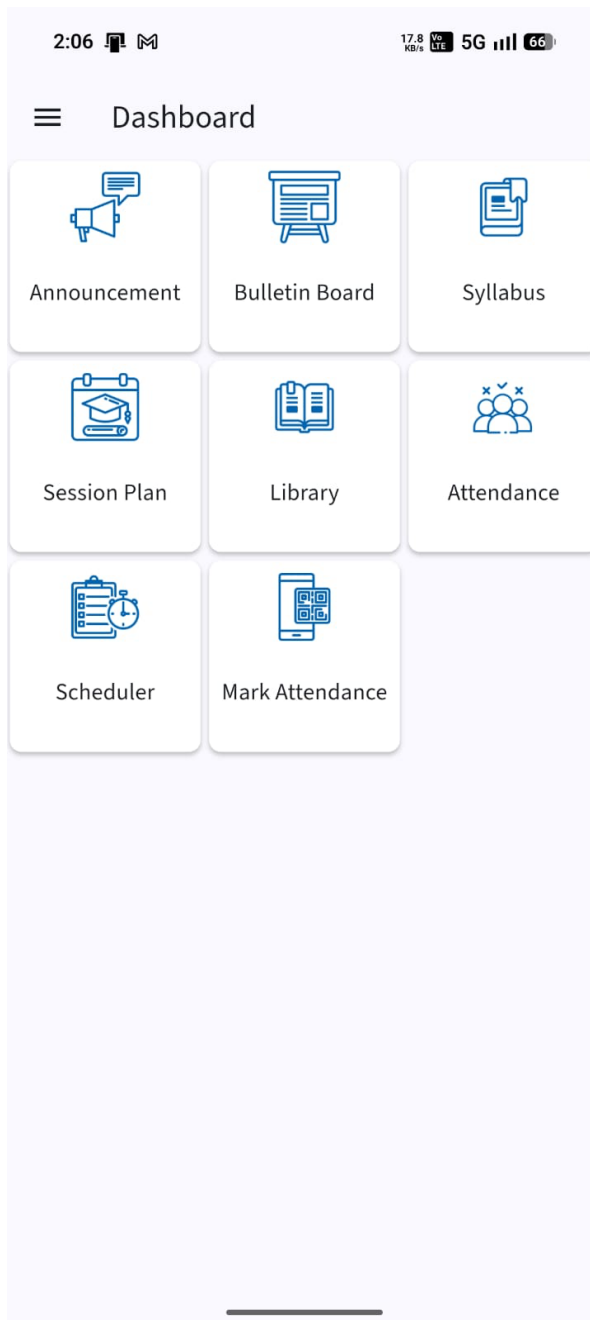 2:06 17.8 KB/s Vo LTE 5G 66
Dashboard
Announcement Bulletin Board Syllabus
Session Plan Library Attendance
Scheduler Mark Attendance